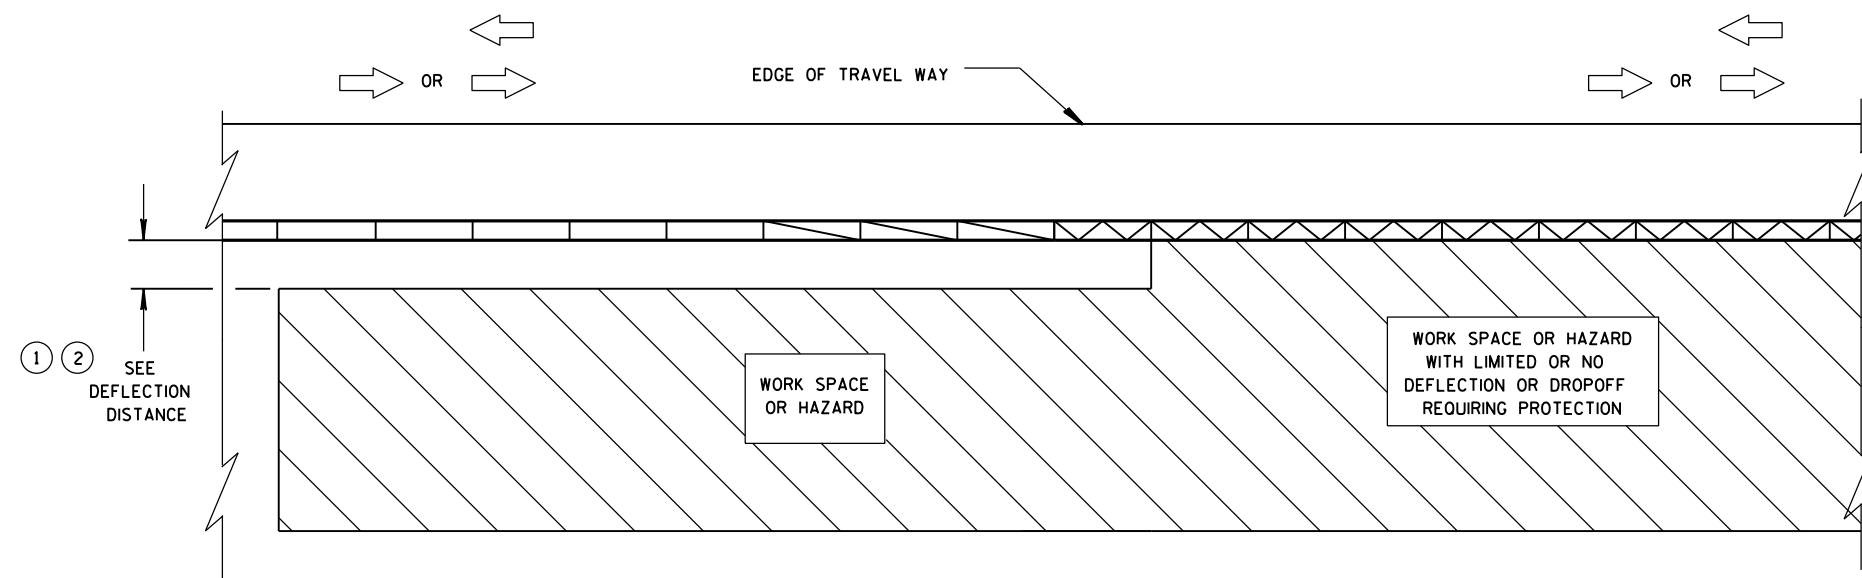 OR
EDGE OF TRAVEL WAY
OR
1 2
SEE
DEFLECTION
DISTANCE
WORK SPACE
OR HAZARD
WORK SPACE OR HAZARD
WITH LIMITED OR NO
DEFLECTION OR DROPOFF
REQUIRING PROTECTION